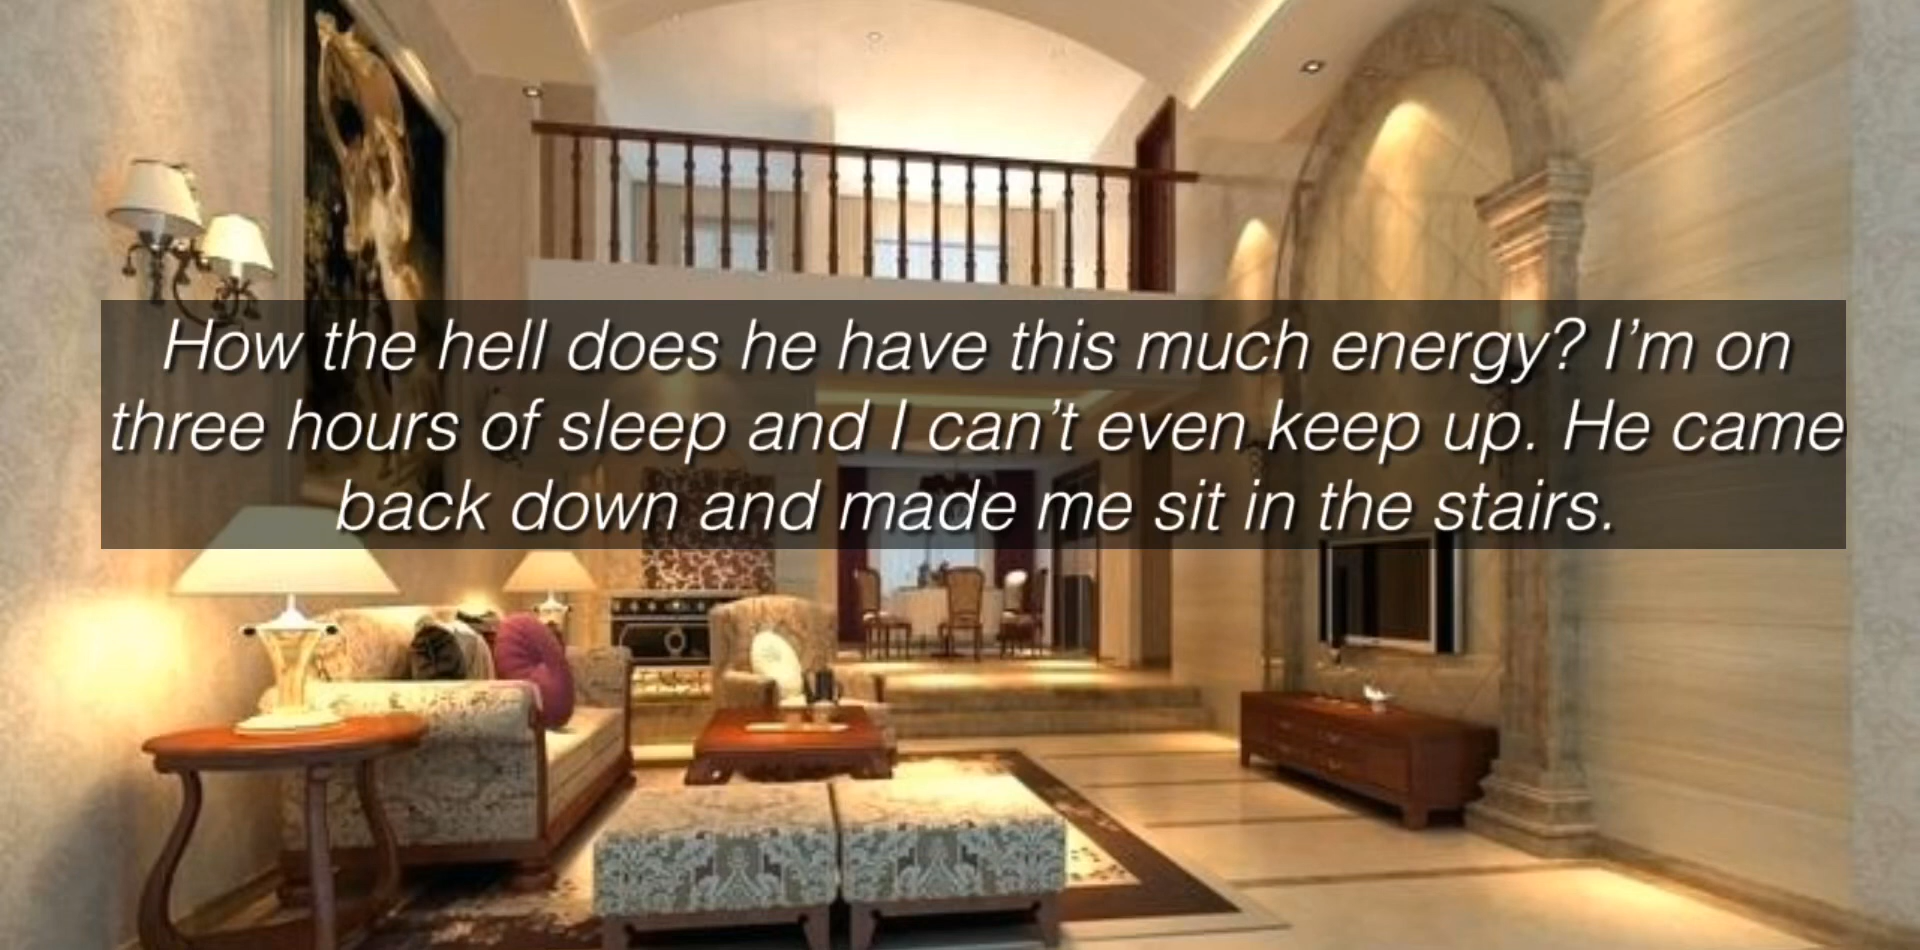 How the hell does he have this much energy? I’m on
three hours of sleep and I can’t even keep up. He came
back down and made me sit in the stairs.